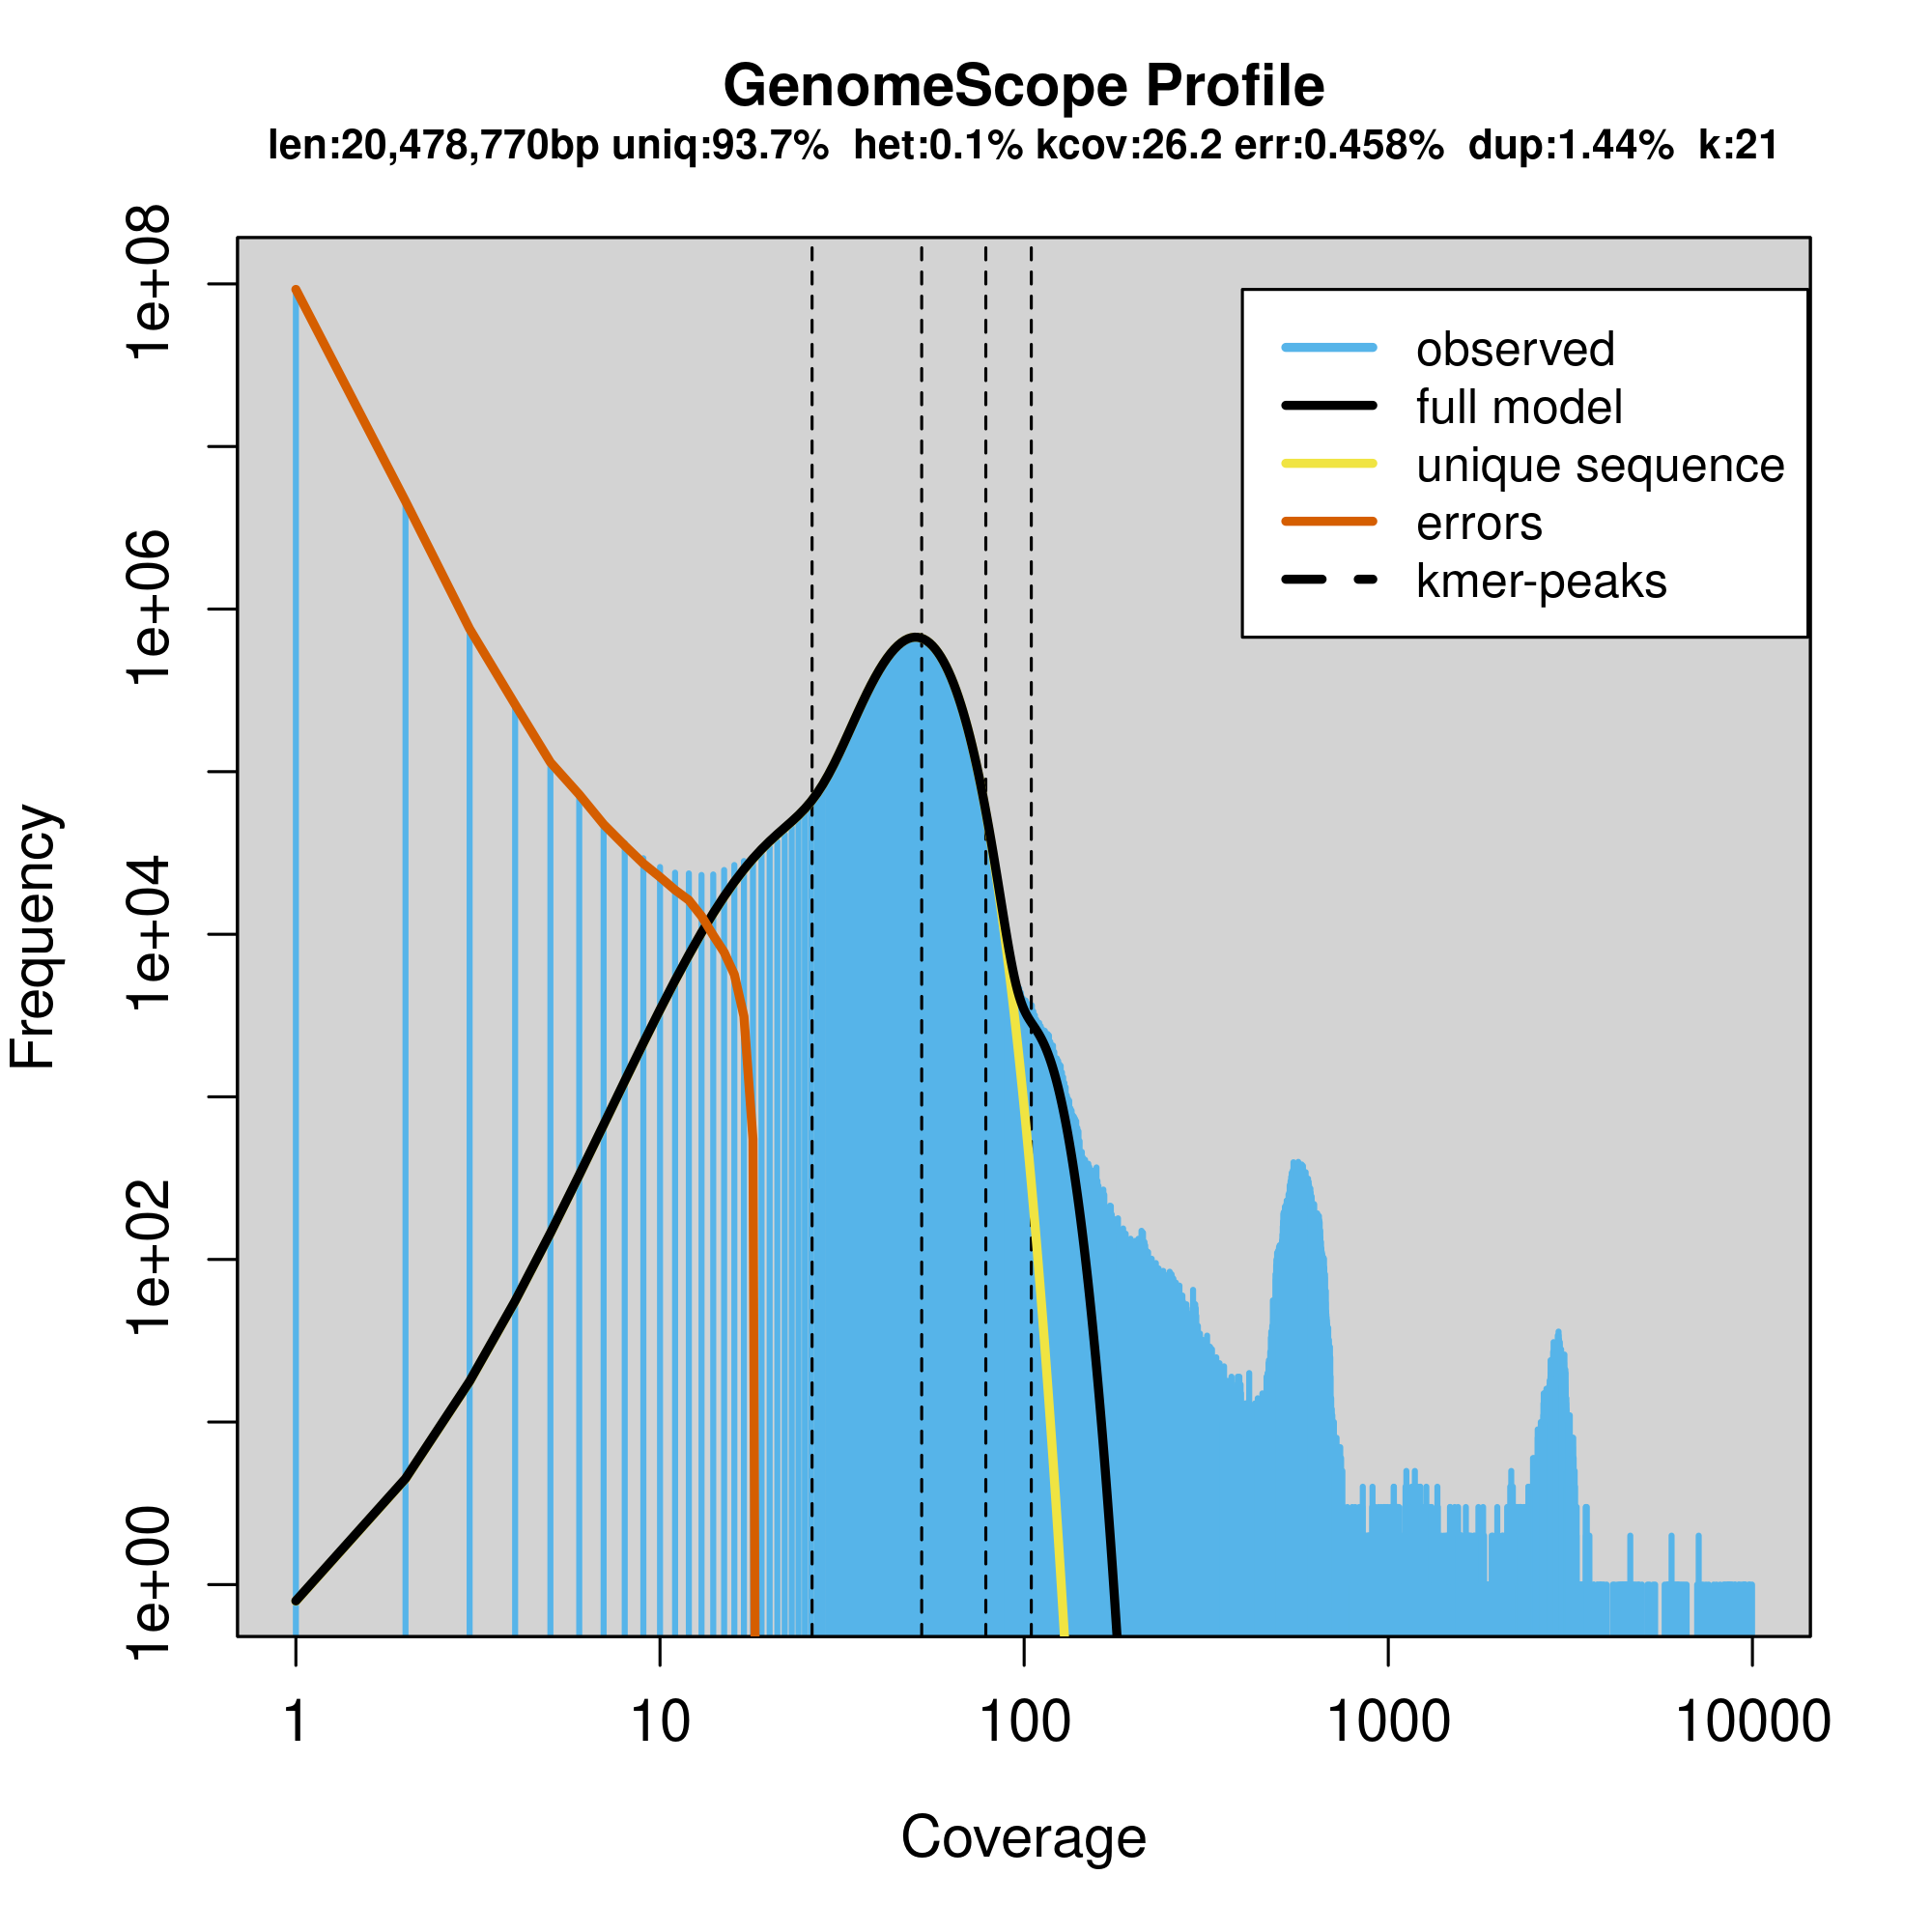 GenomeScope Profile
len:20,478,770bp uniq:93.7%  het:0.1% kcov:26.2 err:0.458%  dup:1.44%  k:21
observed
full model
unique sequence
errors
kmer-peaks
Frequency
1e+08
1e+06
1e+04
1e+02
1e+00
1 10 100 1000 10000
Coverage